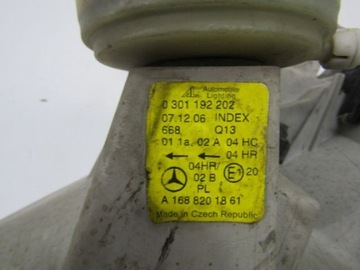 Automotive
Lighting
0 301 192 202
07.12.06 INDEX
668 Q13
01 1a, 02 A 04 HC
04 HR
04HR/ E1 20
02 B
PL
A 168 820 18 61
Made in Czech Republic